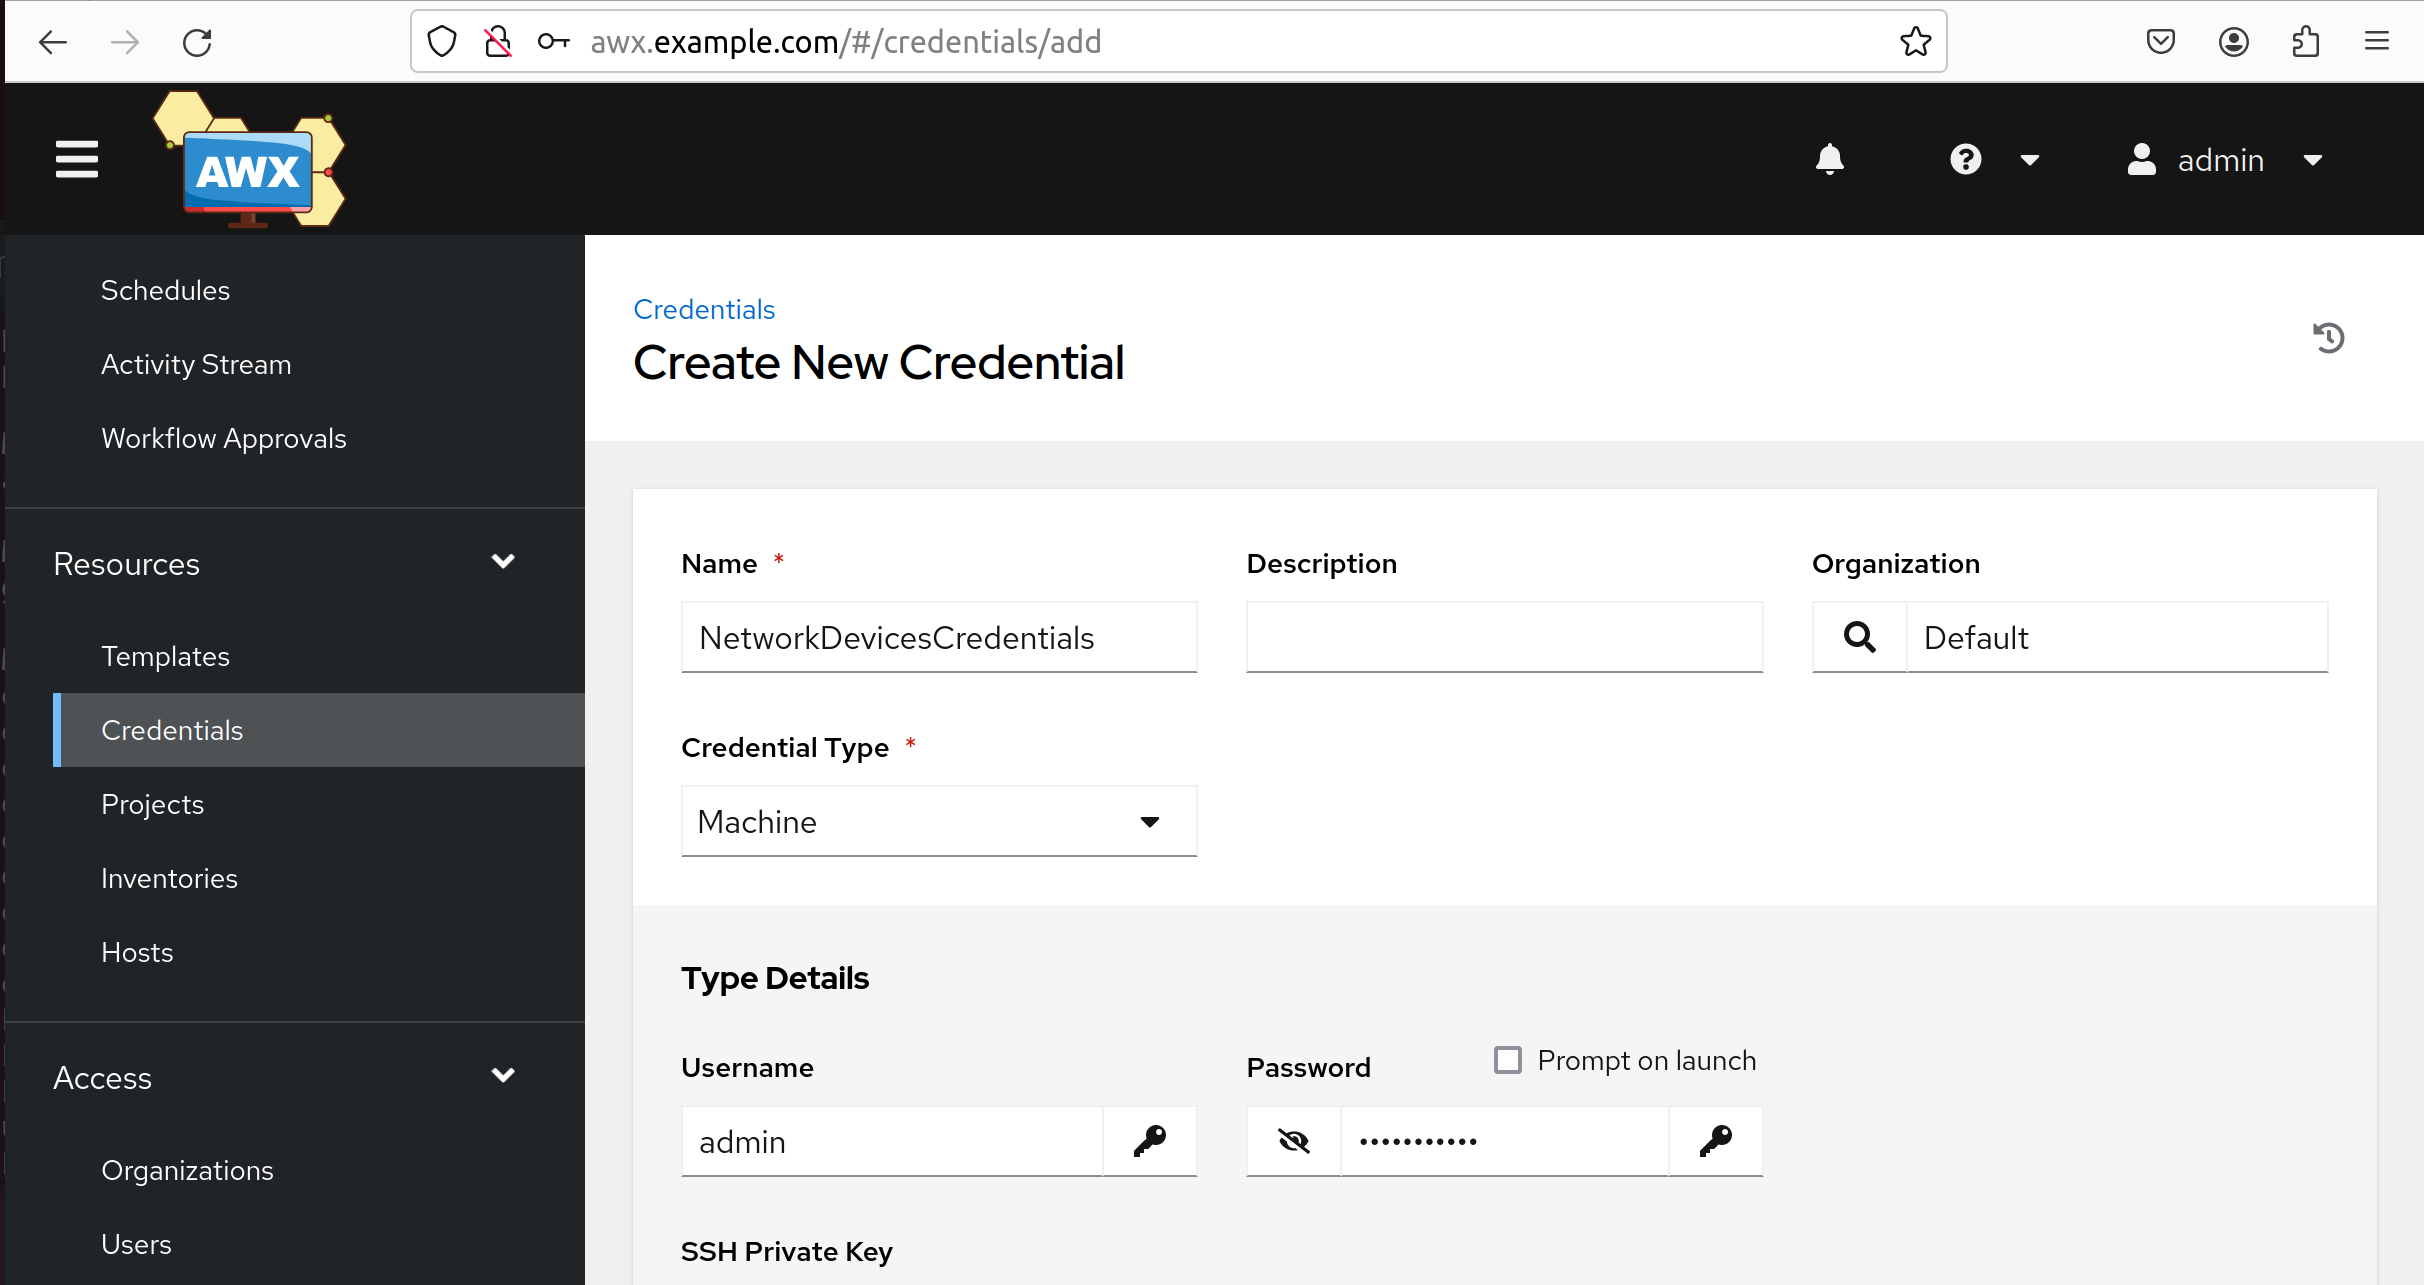 awx.example.com/#/credentials/add
AWX
admin
Schedules
Activity Stream
Workflow Approvals
Resources
Templates
Credentials
Projects
Inventories
Hosts
Access
Organizations
Users
Credentials
Create New Credential
Name *
Description
Organization
NetworkDevicesCredentials
Default
Credential Type *
Machine
Type Details
Username
Password
Prompt on launch
admin
•••••••••••
SSH Private Key